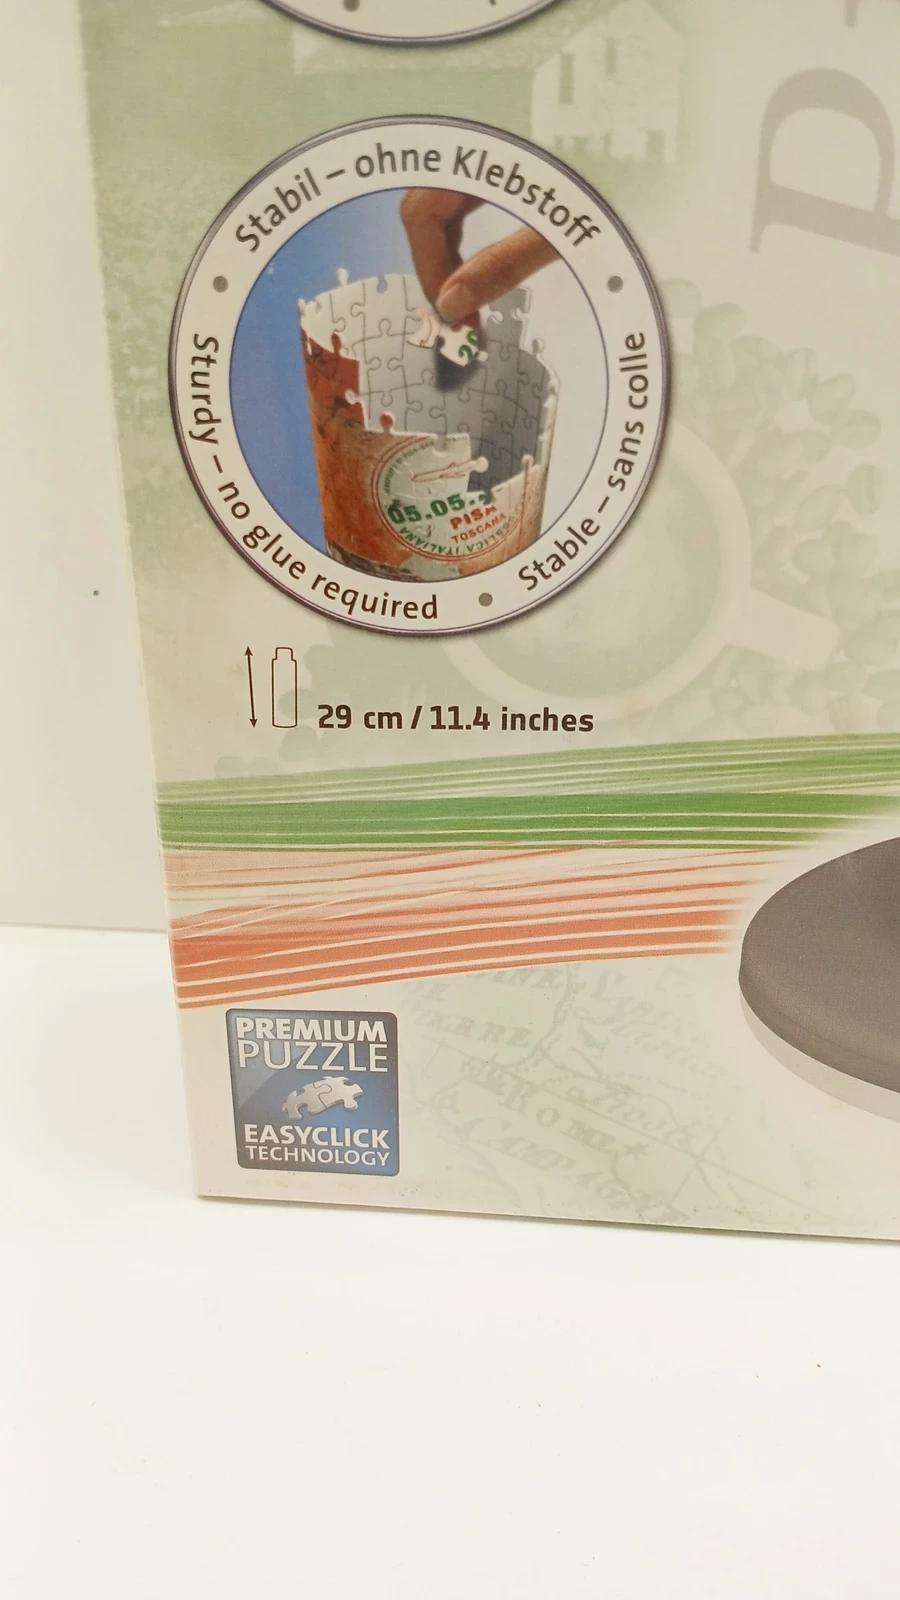 Stabil – ohne Klebstoff
Sturdy – no glue required
Stable – sans colle
20
05.05.
PISA
TOSCANA
29 cm / 11.4 inches
PREMIUM
PUZZLE
EASYCLICK
TECHNOLOGY
ROME